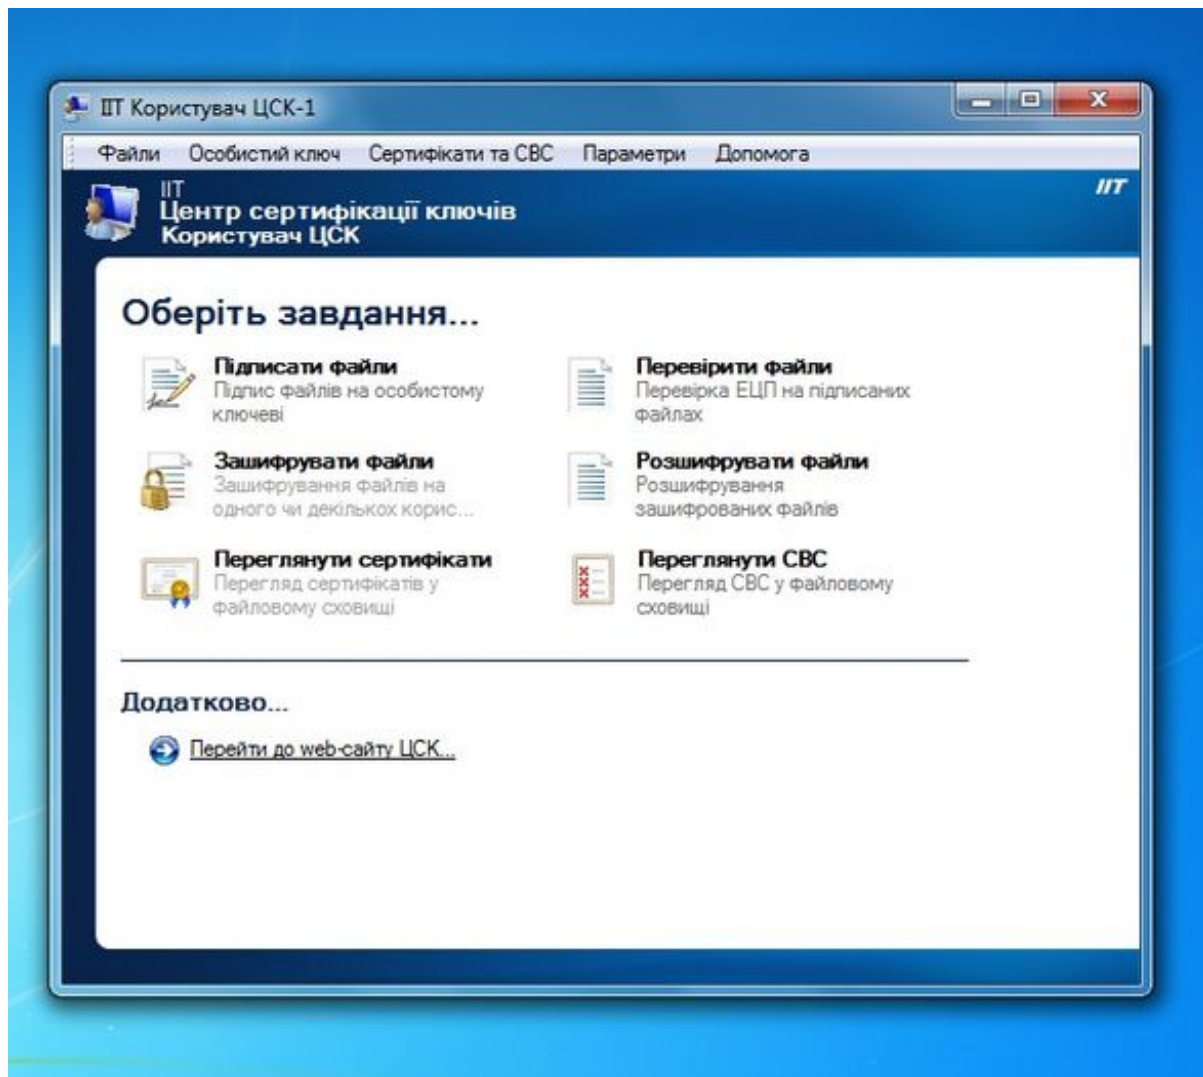 ІІТ Користувач ЦСК-1
Файли Особистий ключ Сертифікати та СВС Параметри Допомога
ІІТ
Центр сертифікації ключів
Користувач ЦСК
ІІТ
Оберіть завдання...
Підписати файли
Підпис файлів на особистому
ключеві
Перевірити файли
Перевірка ЕЦП на підписаних
файлах
Зашифрувати файли
Зашифрування файлів на
одного чи декількох корис...
Розшифрувати файли
Розшифрування
зашифрованих файлів
Переглянути сертифікати
Перегляд сертифікатів у
файловому сховищі
Переглянути СВС
Перегляд СВС у файловому
сховищі
Додатково...
Перейти до web-сайту ЦСК...